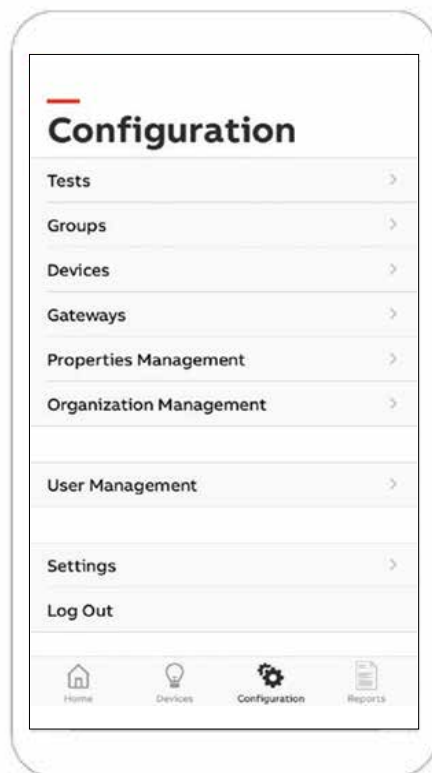 Configuration
Tests
Groups
Devices
Gateways
Properties Management
Organization Management
User Management
Settings
Log Out
Home Devices Configuration Reports